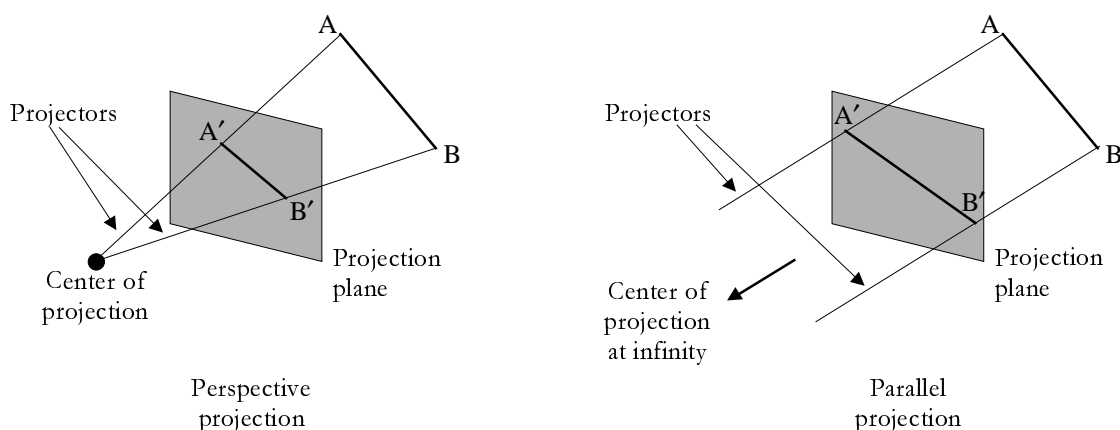 A
B
Projectors
A′
B′
Projection
plane
Center of
projection
Perspective
projection
A
B
Projectors
A′
B′
Projection
plane
Center of
projection
at infinity
Parallel
projection